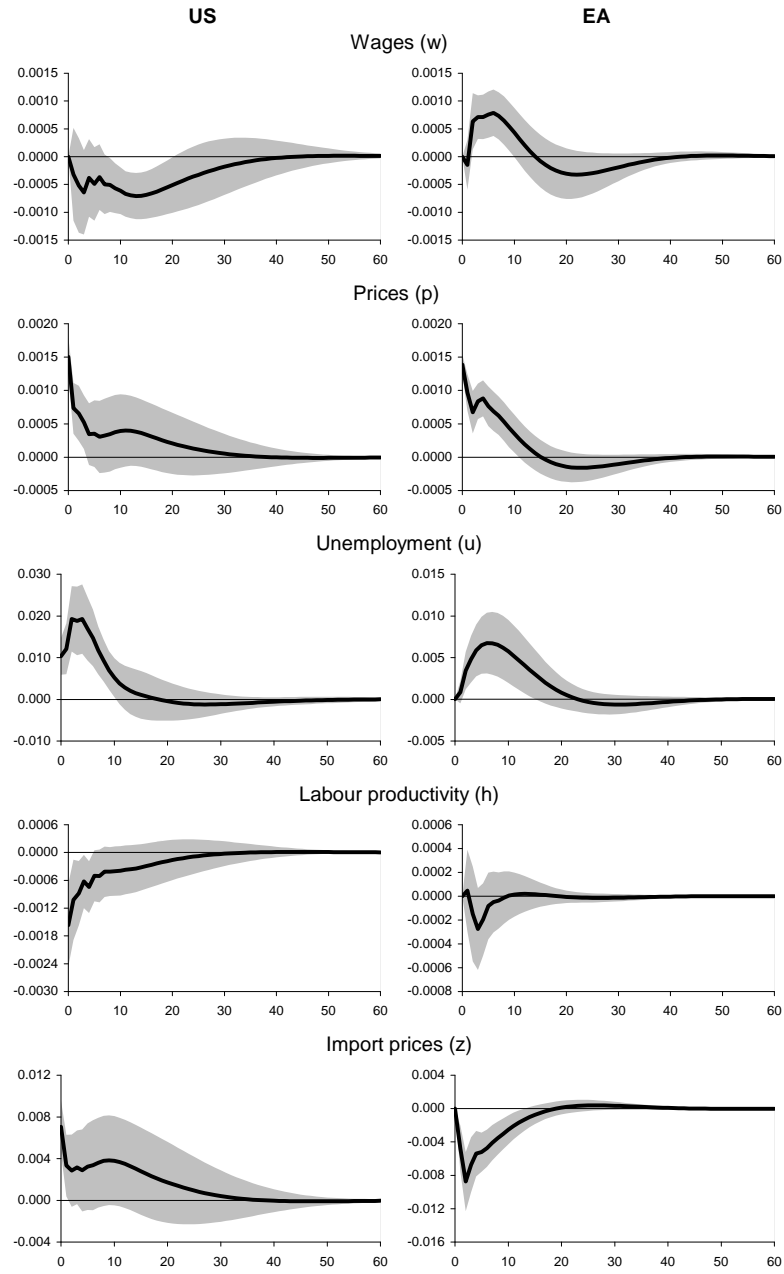 US EA
Wages (w)
0.0015 0.0015
0.0010 0.0010
0.0005 0.0005
0.0000 0.0000
-0.0005 -0.0005
-0.0010 -0.0010
-0.0015 -0.0015
0 10 20 30 40 50 60 0 10 20 30 40 50 60
Prices (p)
0.0020 0.0020
0.0015 0.0015
0.0010 0.0010
0.0005 0.0005
0.0000 0.0000
-0.0005 -0.0005
0 10 20 30 40 50 60 0 10 20 30 40 50 60
Unemployment (u)
0.030 0.015
0.020 0.010
0.010 0.005
0.000 0.000
-0.010 -0.005
0 10 20 30 40 50 60 0 10 20 30 40 50 60
Labour productivity (h)
0.0006 0.0006
0.0000 0.0004
-0.0006 0.0002
-0.0012 0.0000
-0.0018 -0.0002
-0.0024 -0.0004
-0.0030 -0.0006
-0.0008
0 10 20 30 40 50 60 0 10 20 30 40 50 60
Import prices (z)
0.012 0.004
0.008 0.000
0.004 -0.004
0.000 -0.008
-0.004 -0.012
-0.016
0 10 20 30 40 50 60 0 10 20 30 40 50 60